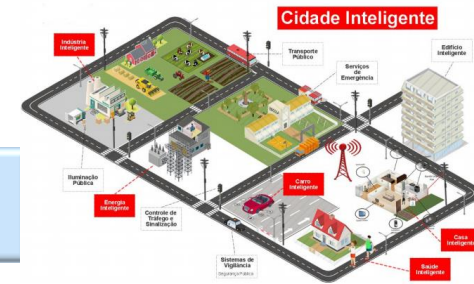 Cidade Inteligente
Indústria
Inteligente
Transporte
Público
Edifício
Inteligente
Serviços
de
Emergência
Iluminação
Pública
Energia
Inteligente
Carro
Inteligente
Controle de
Tráfego e
Sinalização
Casa
Inteligente
Sistemas de
Vigilância
Segurança Pública
Saúde
Inteligente